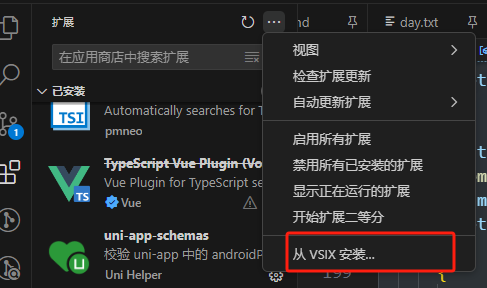 扩展
nd
day.txt
在应用商店中搜索扩展
已安装
TSI
Automatically searches for T
pmneo
TypeScript Vue Plugin (Vo
Vue Plugin for TypeScript se
Vue
TS
uni-app-schemas
校验 uni-app 中的 androidP
Uni Helper
1
视图
检查扩展更新
自动更新扩展
启用所有扩展
禁用所有已安装的扩展
显示正在运行的扩展
开始扩展二等分
从 VSIX 安装...
199
{